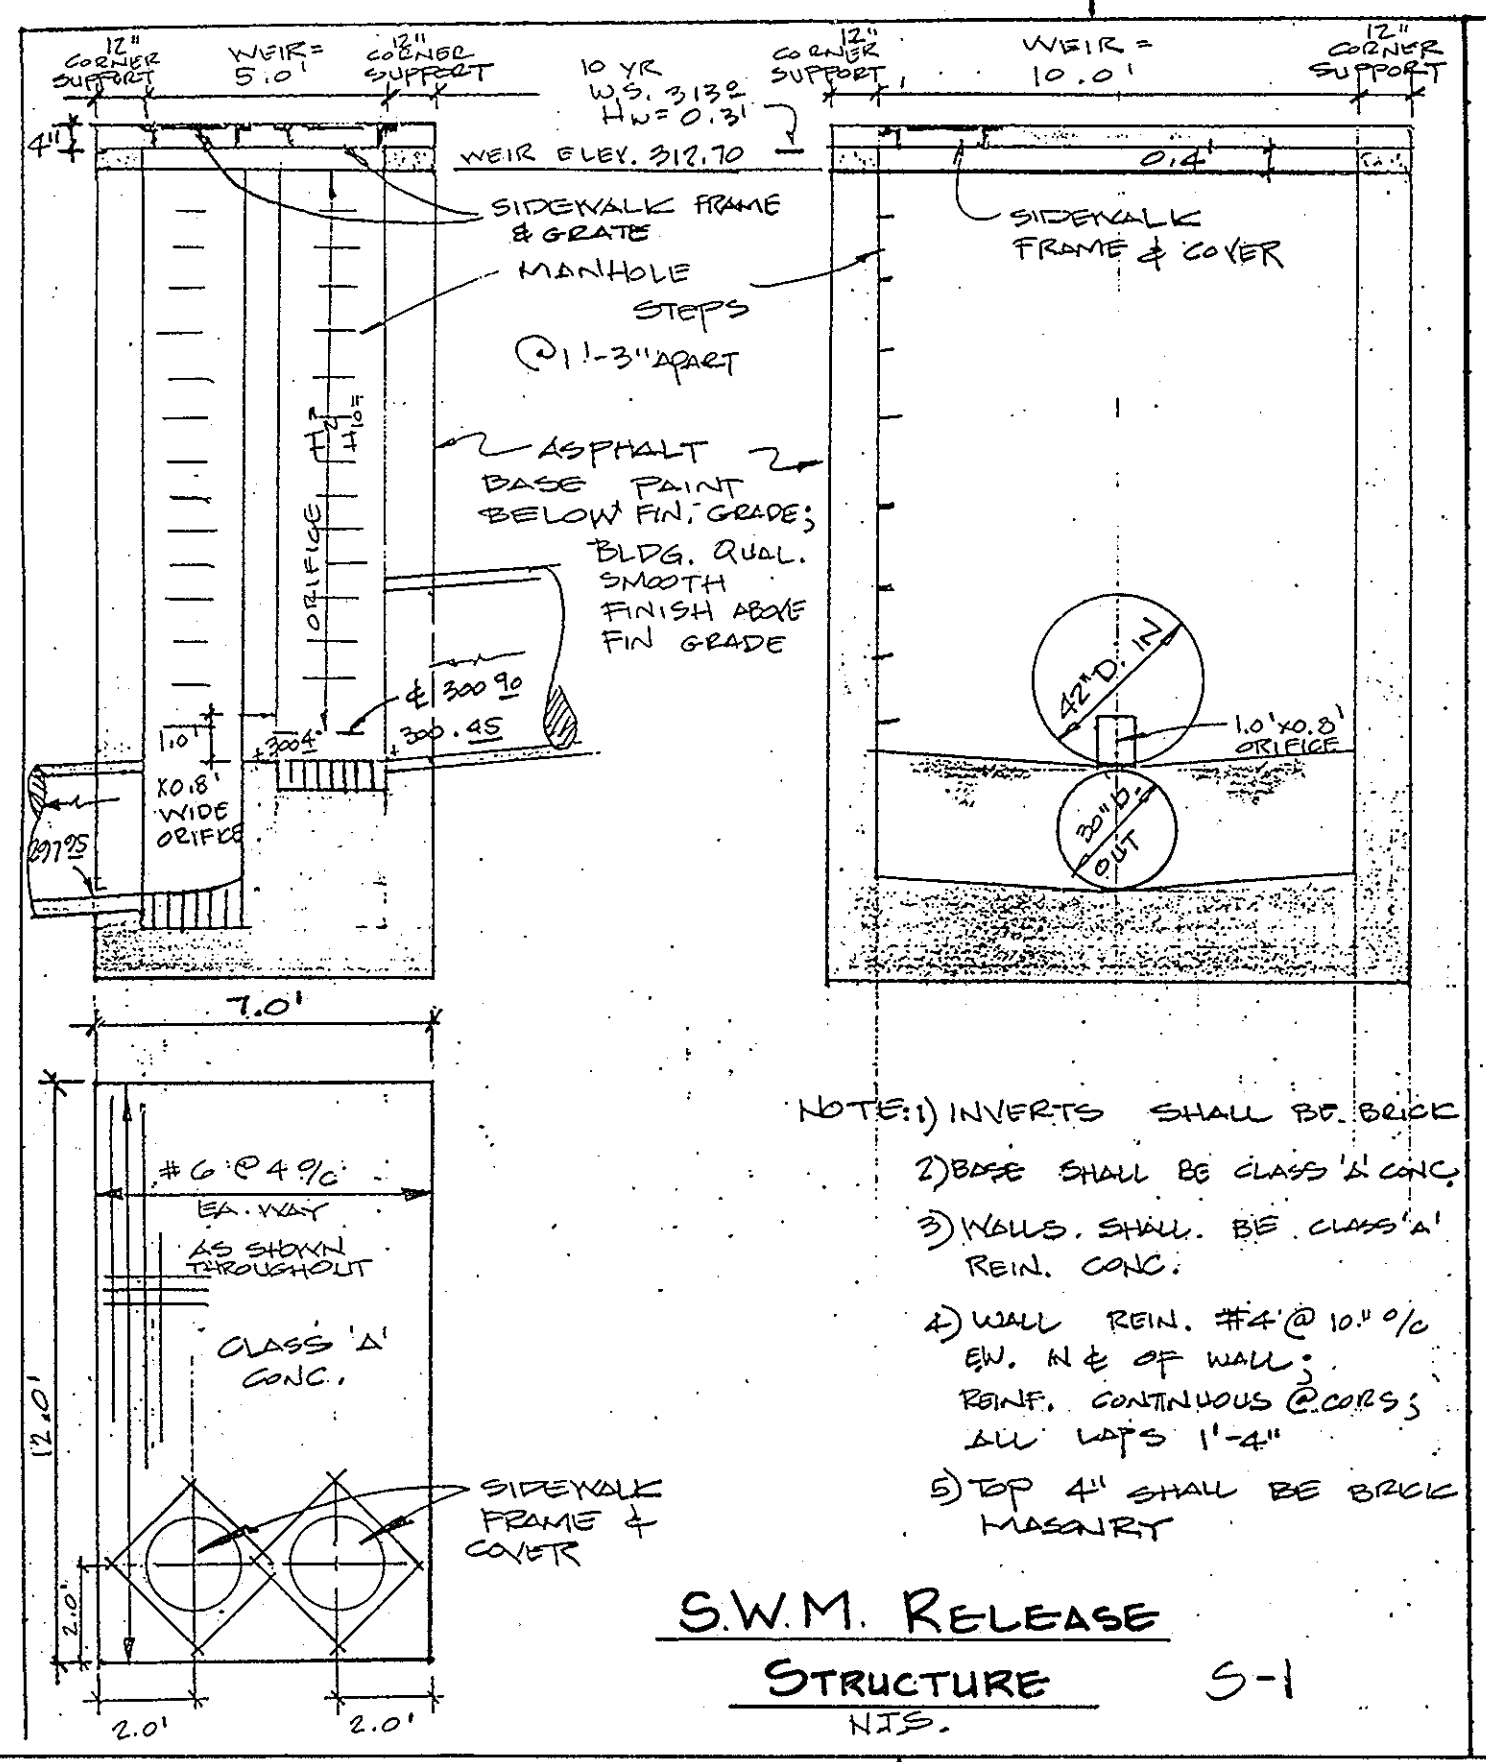 12"
CORNER
SUPPORT
WEIR =
5.0'
12"
CORNER
SUPPORT
10 YR
W.S. 313.0
HW = 0.3'
12"
CORNER
SUPPORT
WEIR =
10.0'
12"
CORNER
SUPPORT
4"
WEIR ELEV. 312.70
0.4'
SIDEWALK FRAME
& GRATE
SIDEWALK
FRAME & COVER
MANHOLE
STEPS
@ 1'-3" APART
ORIFICE
H10 =
ASPHALT
BASE PAINT
BELOW FIN. GRADE;
BLDG. QUAL.
SMOOTH
FINISH ABOVE
FIN GRADE
℄ 300 90
300.45
300 4
1.0'
X0.8'
WIDE
ORIFICE
297 95
42" D. IN
1.0'X0.8'
ORIFICE
30" D.
OUT
7.0'
#6 @ 4 O/C
EA. WAY
AS SHOWN
THROUGHOUT
CLASS 'A'
CONC.
12.0'
2.0'
2.0'
2.0'
SIDEWALK
FRAME &
COVER
NOTE: 1) INVERTS SHALL BE BRICK
2) BASE SHALL BE CLASS 'A' CONC.
3) WALLS SHALL BE CLASS 'A'
REIN. CONC.
4) WALL REIN. #4 @ 10" O/C
E.W. IN ℄ OF WALL;
REINF. CONTINUOUS @ CORS;
ALL LAPS 1'-4"
5) TOP 4" SHALL BE BRICK
MASONRY
S.W.M. RELEASE
STRUCTURE
S-1
N.T.S.